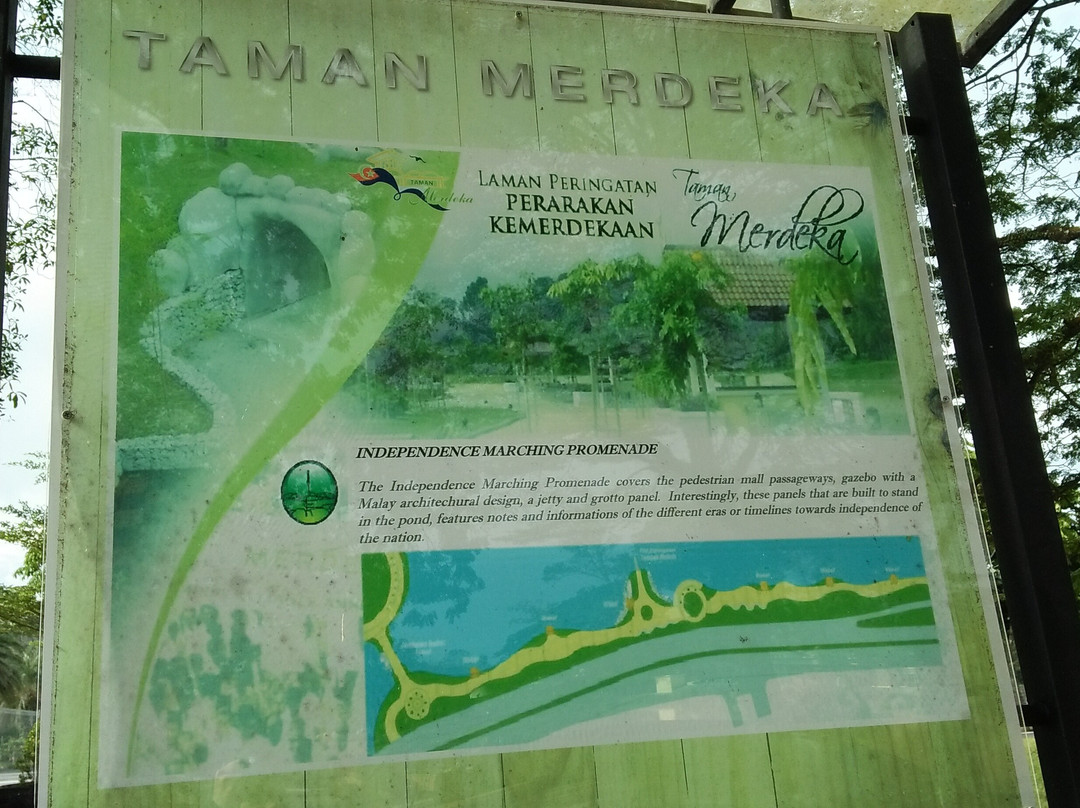 TAMAN MERDEKA
TAMAN
Merdeka
LAMAN PERINGATAN
PERARAKAN
KEMERDEKAAN
Taman
Merdeka
INDEPENDENCE MARCHING PROMENADE
The Independence Marching Promenade covers the pedestrian mall passageways, gazebo with a
Malay architechural design, a jetty and grotto panel. Interestingly, these panels that are built to stand
in the pond, features notes and informations of the different eras or timelines towards independence of
the nation.